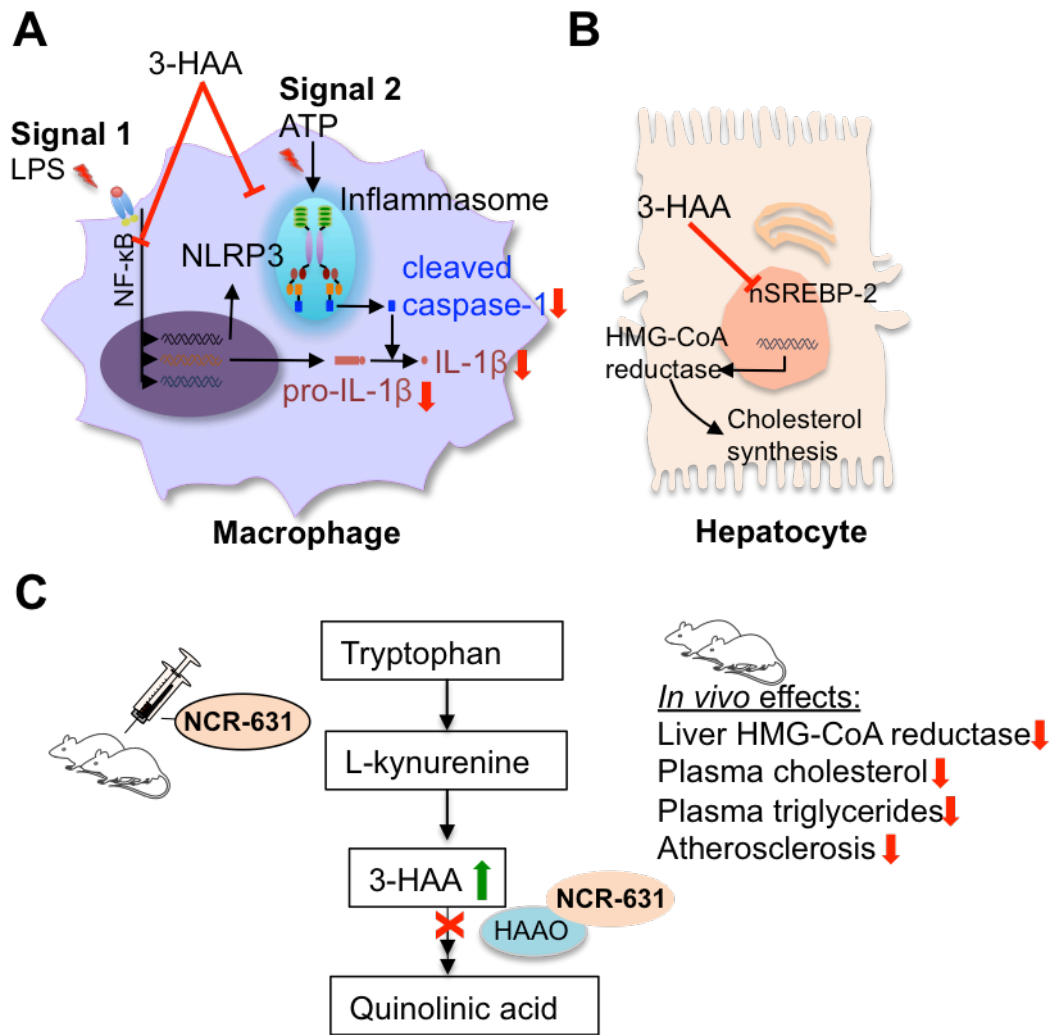 A
3-HAA
Signal 1
LPS
Signal 2
ATP
Inflammasome
NF-κB
NLRP3
cleaved
caspase-1
pro-IL-1β
IL-1β
Macrophage
B
3-HAA
nSREBP-2
HMG-CoA
reductase
Cholesterol
synthesis
Hepatocyte
C
NCR-631
Tryptophan
L-kynurenine
3-HAA
NCR-631
HAAO
Quinolinic acid
In vivo effects:
Liver HMG-CoA reductase
Plasma cholesterol
Plasma triglycerides
Atherosclerosis